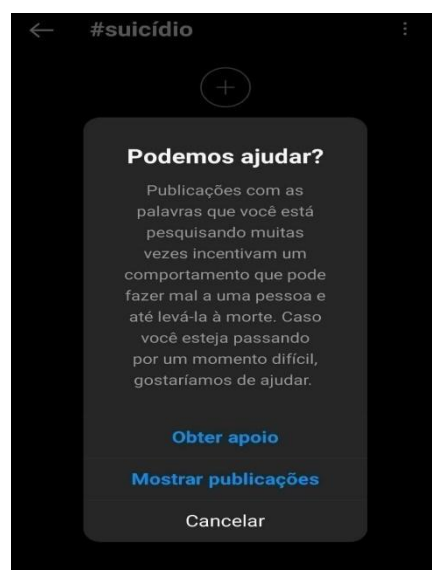 #suicídio
Podemos ajudar?
Publicações com as
palavras que você está
pesquisando muitas
vezes incentivam um
comportamento que pode
fazer mal a uma pessoa e
até levá-la à morte. Caso
você esteja passando
por um momento difícil,
gostaríamos de ajudar.
Obter apoio
Mostrar publicações
Cancelar